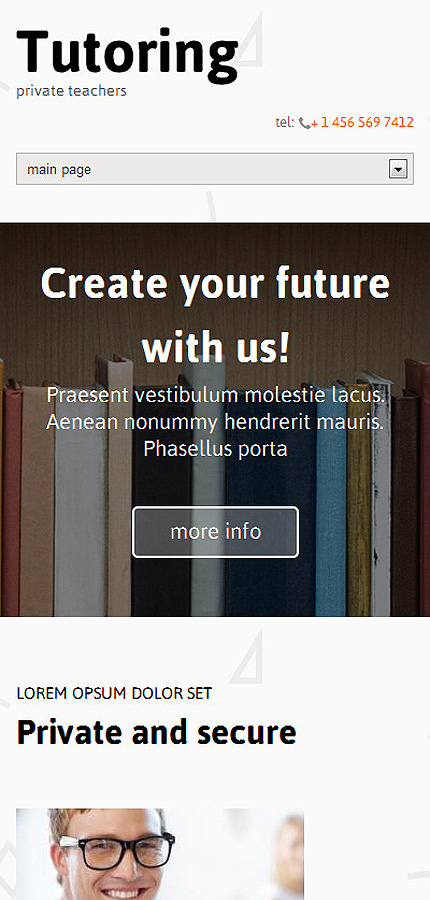 Tutoring
private teachers
tel: + 1 456 569 7412
main page
Create your future
with us!
Praesent vestibulum molestie lacus.
Aenean nonummy hendrerit mauris.
Phasellus porta
more info
LOREM OPSUM DOLOR SET
Private and secure